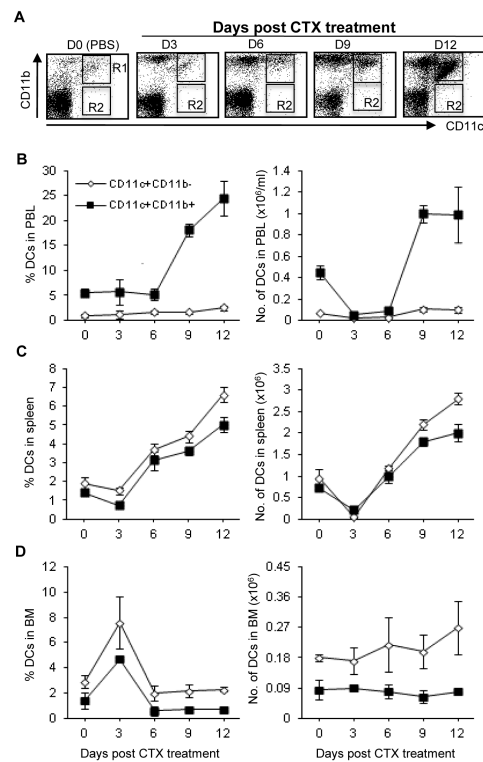 A
Days post CTX treatment
D0 (PBS) D3 D6 D9 D12
CD11b
R1
R2 R2 R2 R2 R2
CD11c
B
◇ CD11c+CD11b-
■ CD11c+CD11b+
% DCs in PBL
30
25
20
15
10
5
0
0 3 6 9 12
No. of DCs in PBL (x10⁶/ml)
1.4
1.2
1
0.8
0.6
0.4
0.2
0
0 3 6 9 12
C
% DCs in spleen
8
7
6
5
4
3
2
1
0
0 3 6 9 12
No. of DCs in spleen (x10⁶)
3.5
3
2.5
2
1.5
1
0.5
0
0 3 6 9 12
D
% DCs in BM
12
10
8
6
4
2
0
0 3 6 9 12
Days post CTX treatment
No. of DCs in BM (x10⁶)
0.45
0.36
0.27
0.18
0.09
0
0 3 6 9 12
Days post CTX treatment